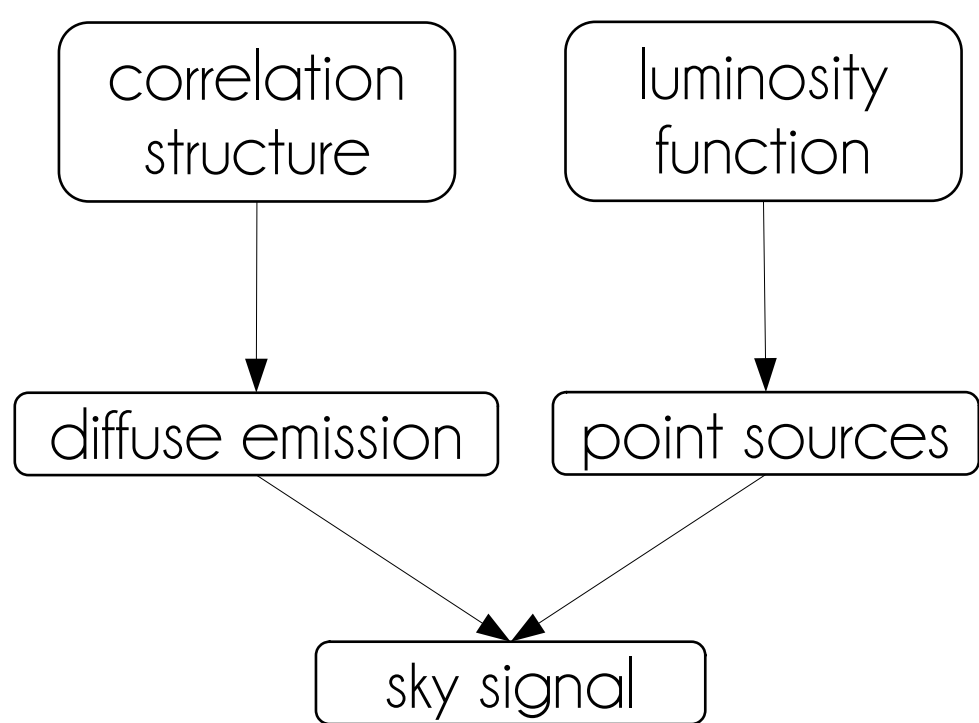 correlation
structure
luminosity
function
diffuse emission
point sources
sky signal